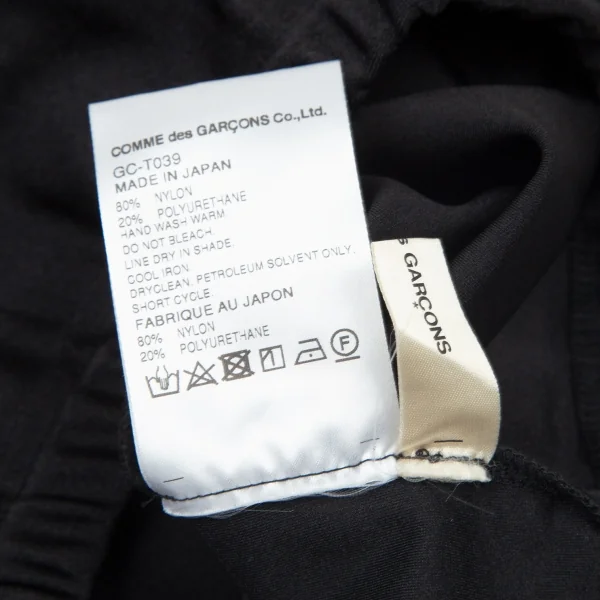 COMME des GARÇONS Co.,Ltd.
GC-T039
MADE IN JAPAN
80% NYLON
20% POLYURETHANE
HAND WASH WARM
DO NOT BLEACH.
LINE DRY IN SHADE.
COOL IRON.
DRYCLEAN, PETROLEUM SOLVENT ONLY.
SHORT CYCLE.
FABRIQUE AU JAPON
80% NYLON
20% POLYURETHANE
S GARÇONS